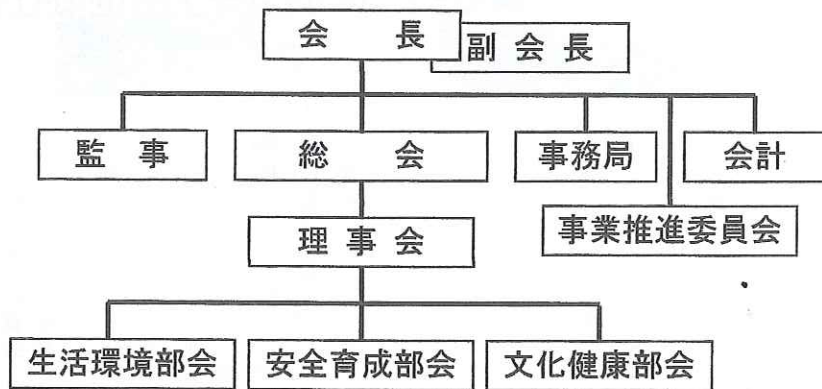 会長
副会長
監事
総会
事務局
会計
事業推進委員会
理事会
生活環境部会
安全育成部会
文化健康部会